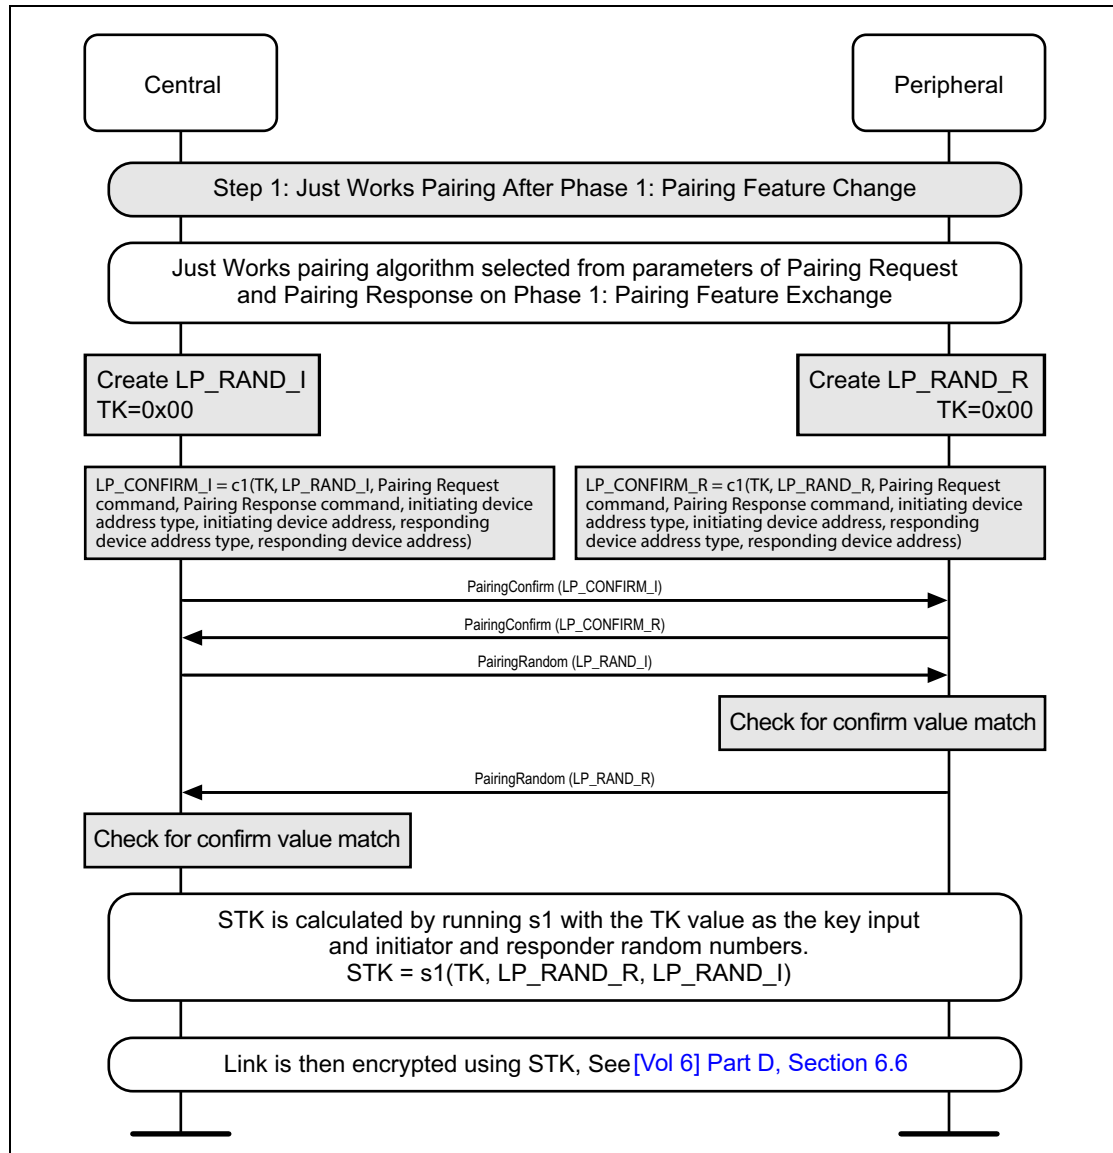 Central
Peripheral
Step 1: Just Works Pairing After Phase 1: Pairing Feature Change
Just Works pairing algorithm selected from parameters of Pairing Request
and Pairing Response on Phase 1: Pairing Feature Exchange
Create LP_RAND_I
TK=0x00
Create LP_RAND_R
TK=0x00
LP_CONFIRM_I = c1(TK, LP_RAND_I, Pairing Request
command, Pairing Response command, initiating device
address type, initiating device address, responding
device address type, responding device address)
LP_CONFIRM_R = c1(TK, LP_RAND_R, Pairing Request
command, Pairing Response command, initiating device
address type, initiating device address, responding
device address type, responding device address)
PairingConfirm (LP_CONFIRM_I)
PairingConfirm (LP_CONFIRM_R)
PairingRandom (LP_RAND_I)
Check for confirm value match
PairingRandom (LP_RAND_R)
Check for confirm value match
STK is calculated by running s1 with the TK value as the key input
and initiator and responder random numbers.
STK = s1(TK, LP_RAND_R, LP_RAND_I)
Link is then encrypted using STK, See [Vol 6] Part D, Section 6.6